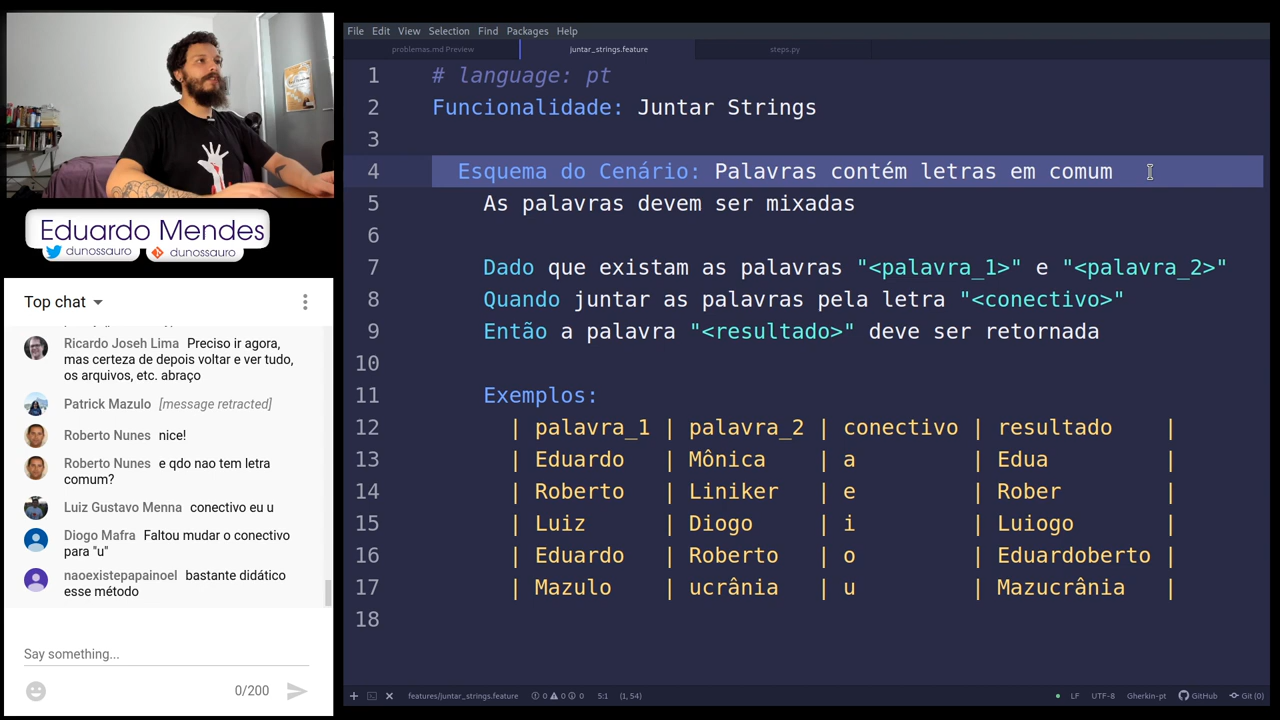 File Edit View Selection Find Packages Help
problemas.md Preview
juntar_strings.feature
steps.py
1 # language: pt
2 Funcionalidade: Juntar Strings
3
4 Esquema do Cenário: Palavras contém letras em comum
5 As palavras devem ser mixadas
6
7 Dado que existam as palavras "<palavra_1>" e "<palavra_2>"
8 Quando juntar as palavras pela letra "<conectivo>"
9 Então a palavra "<resultado>" deve ser retornada
10
11 Exemplos:
12 | palavra_1 | palavra_2 | conectivo | resultado |
13 | Eduardo | Mônica | a | Edua |
14 | Roberto | Liniker | e | Rober |
15 | Luiz | Diogo | i | Luiogo |
16 | Eduardo | Roberto | o | Eduardoberto |
17 | Mazulo | ucrânia | u | Mazucrânia |
18
features/juntar_strings.feature 0 0 0 5:1 (1, 54) LF UTF-8 Gherkin-pt GitHub Git (0)
Eduardo Mendes
dunossauro dunossauro
Top chat
Ricardo Joseh Lima Preciso ir agora,
mas certeza de depois voltar e ver tudo,
os arquivos, etc. abraço
Patrick Mazulo [message retracted]
Roberto Nunes nice!
Roberto Nunes e qdo nao tem letra
comum?
Luiz Gustavo Menna conectivo eu u
Diogo Mafra Faltou mudar o conectivo
para "u"
naoexistepapainoel bastante didático
esse método
Say something...
0/200